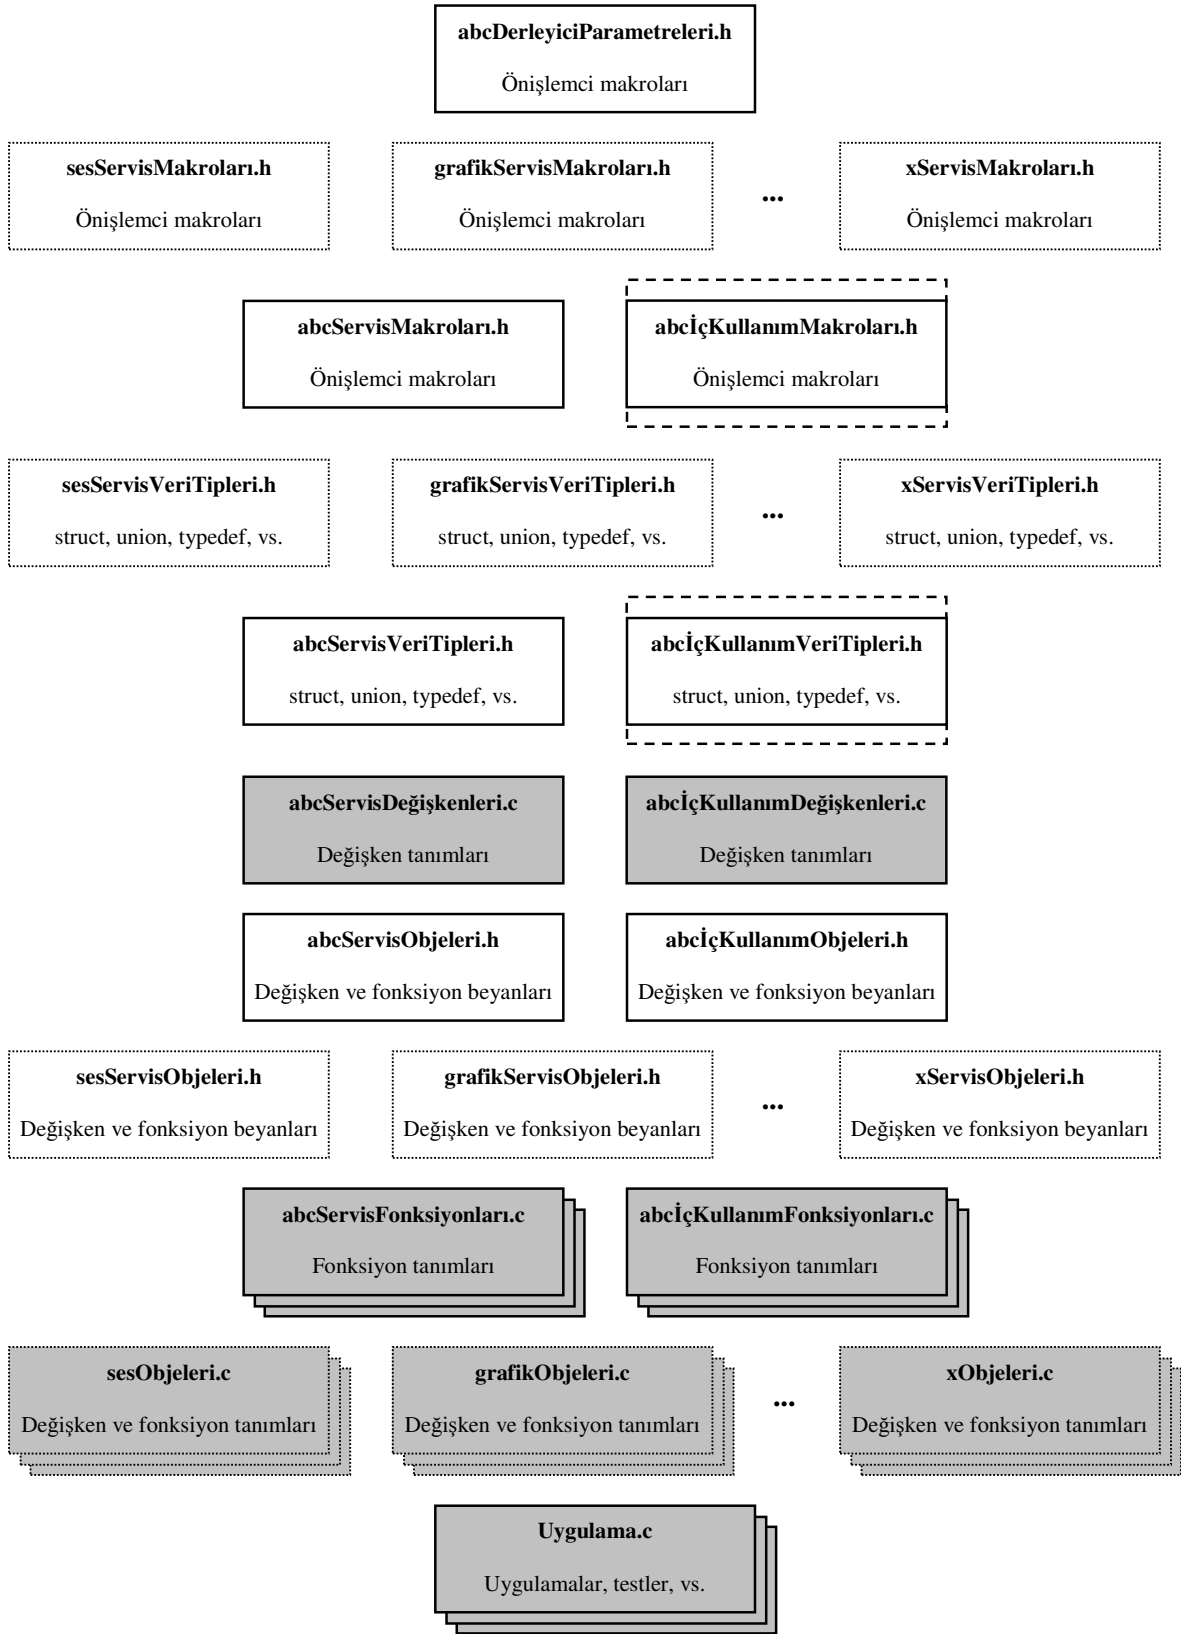 abcDerleyiciParametreleri.h
Önişlemci makroları
sesServisMakroları.h
Önişlemci makroları
grafikServisMakroları.h
Önişlemci makroları
...
xServisMakroları.h
Önişlemci makroları
abcServisMakroları.h
Önişlemci makroları
abcİçKullanımMakroları.h
Önişlemci makroları
sesServisVeriTipleri.h
struct, union, typedef, vs.
grafikServisVeriTipleri.h
struct, union, typedef, vs.
...
xServisVeriTipleri.h
struct, union, typedef, vs.
abcServisVeriTipleri.h
struct, union, typedef, vs.
abcİçKullanımVeriTipleri.h
struct, union, typedef, vs.
abcServisDeğişkenleri.c
Değişken tanımları
abcİçKullanımDeğişkenleri.c
Değişken tanımları
abcServisObjeleri.h
Değişken ve fonksiyon beyanları
abcİçKullanımObjeleri.h
Değişken ve fonksiyon beyanları
sesServisObjeleri.h
Değişken ve fonksiyon beyanları
grafikServisObjeleri.h
Değişken ve fonksiyon beyanları
...
xServisObjeleri.h
Değişken ve fonksiyon beyanları
abcServisFonksiyonları.c
Fonksiyon tanımları
abcİçKullanımFonksiyonları.c
Fonksiyon tanımları
sesObjeleri.c
Değişken ve fonksiyon tanımları
grafikObjeleri.c
Değişken ve fonksiyon tanımları
...
xObjeleri.c
Değişken ve fonksiyon tanımları
Uygulama.c
Uygulamalar, testler, vs.